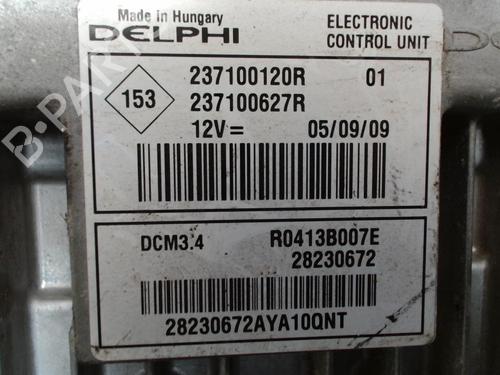 Made in Hungary
DELPHI
ELECTRONIC
CONTROL UNIT
153
237100120R 01
237100627R
12V= 05/09/09
DCM3.4 R0413B007E
28230672
28230672AYA10QNT
B-PARTS